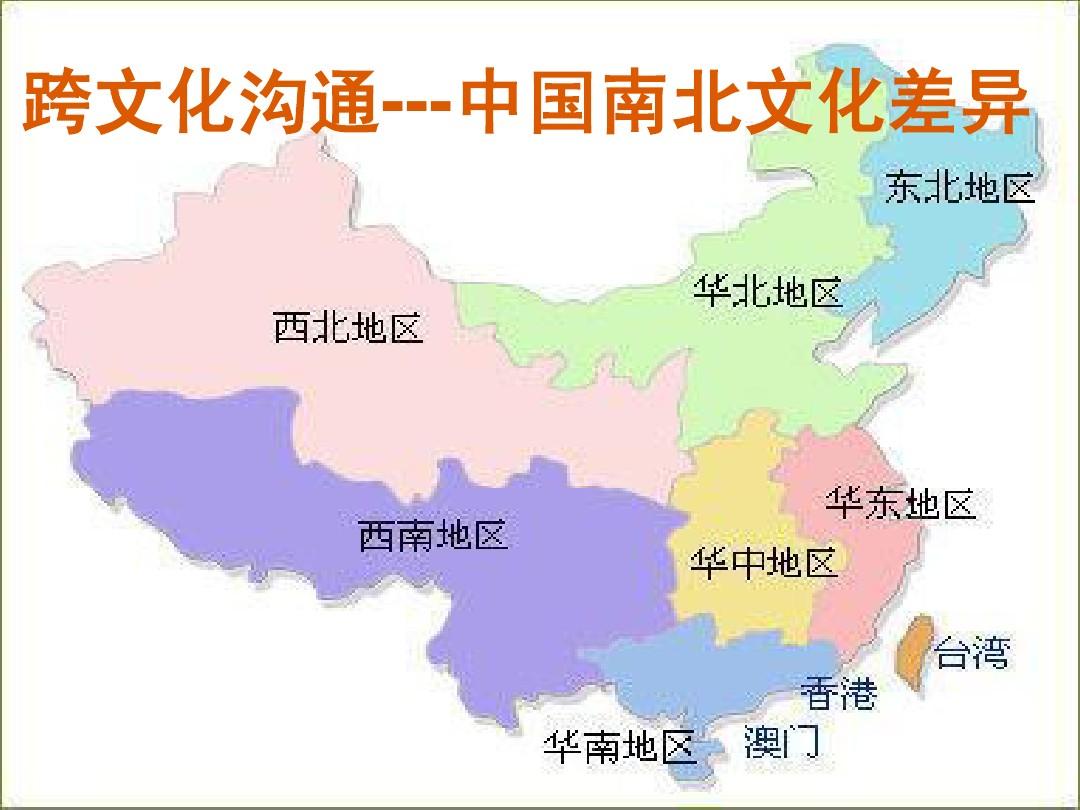 跨文化沟通---中国南北文化差异
东北地区
华北地区
西北地区
华东地区
西南地区
华中地区
台湾
香港
澳门
华南地区